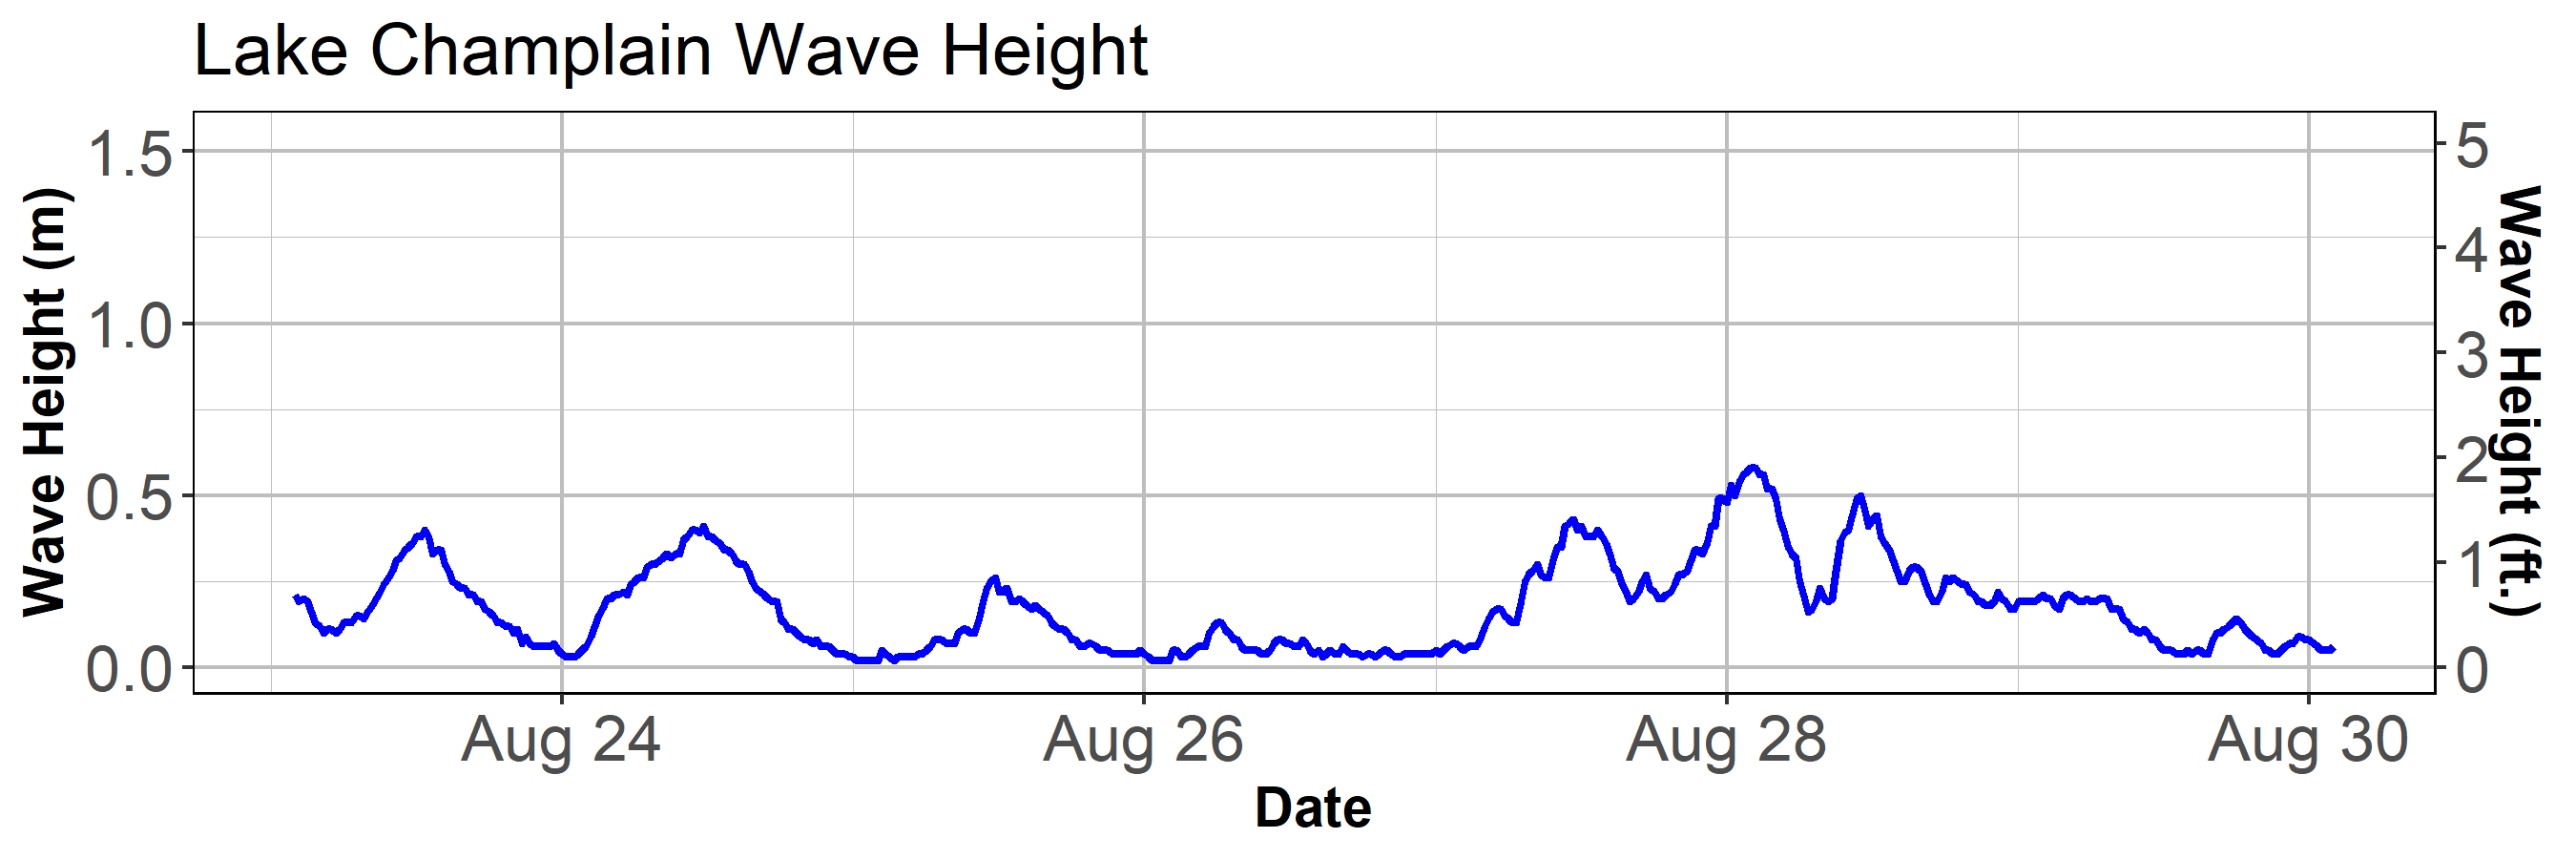 Lake Champlain Wave Height
Wave Height (m)
1.5
1.0
0.5
0.0
5
4
3
2
1
0
Wave Height (ft.)
Aug 24 Aug 26 Aug 28 Aug 30
Date